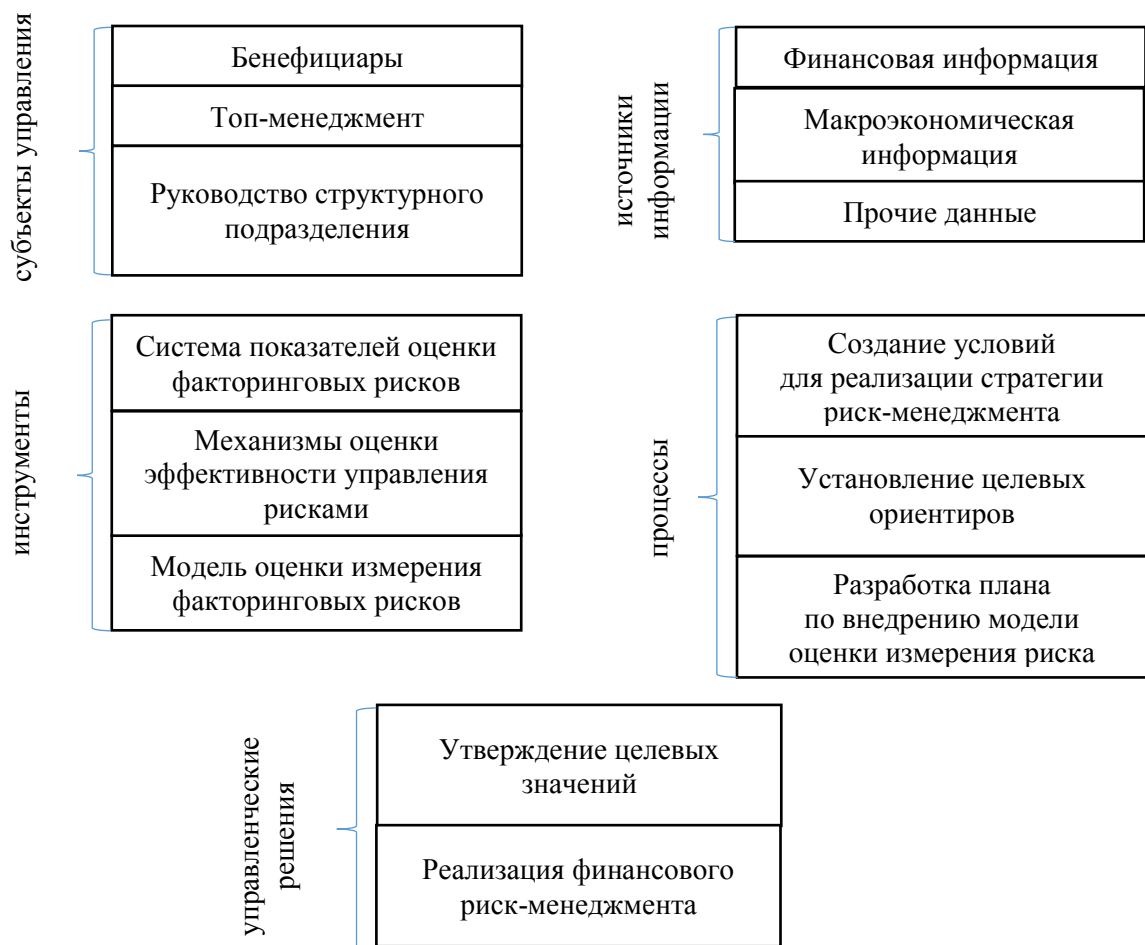 субъекты управления
Бенефициары
Топ-менеджмент
Руководство структурного
подразделения
источники
информации
Финансовая информация
Макроэкономическая
информация
Прочие данные
инструменты
Система показателей оценки
факторинговых рисков
Механизмы оценки
эффективности управления
рисками
Модель оценки измерения
факторинговых рисков
процессы
Создание условий
для реализации стратегии
риск-менеджмента
Установление целевых
ориентиров
Разработка плана
по внедрению модели
оценки измерения риска
управленческие
решения
Утверждение целевых
значений
Реализация финансового
риск-менеджмента